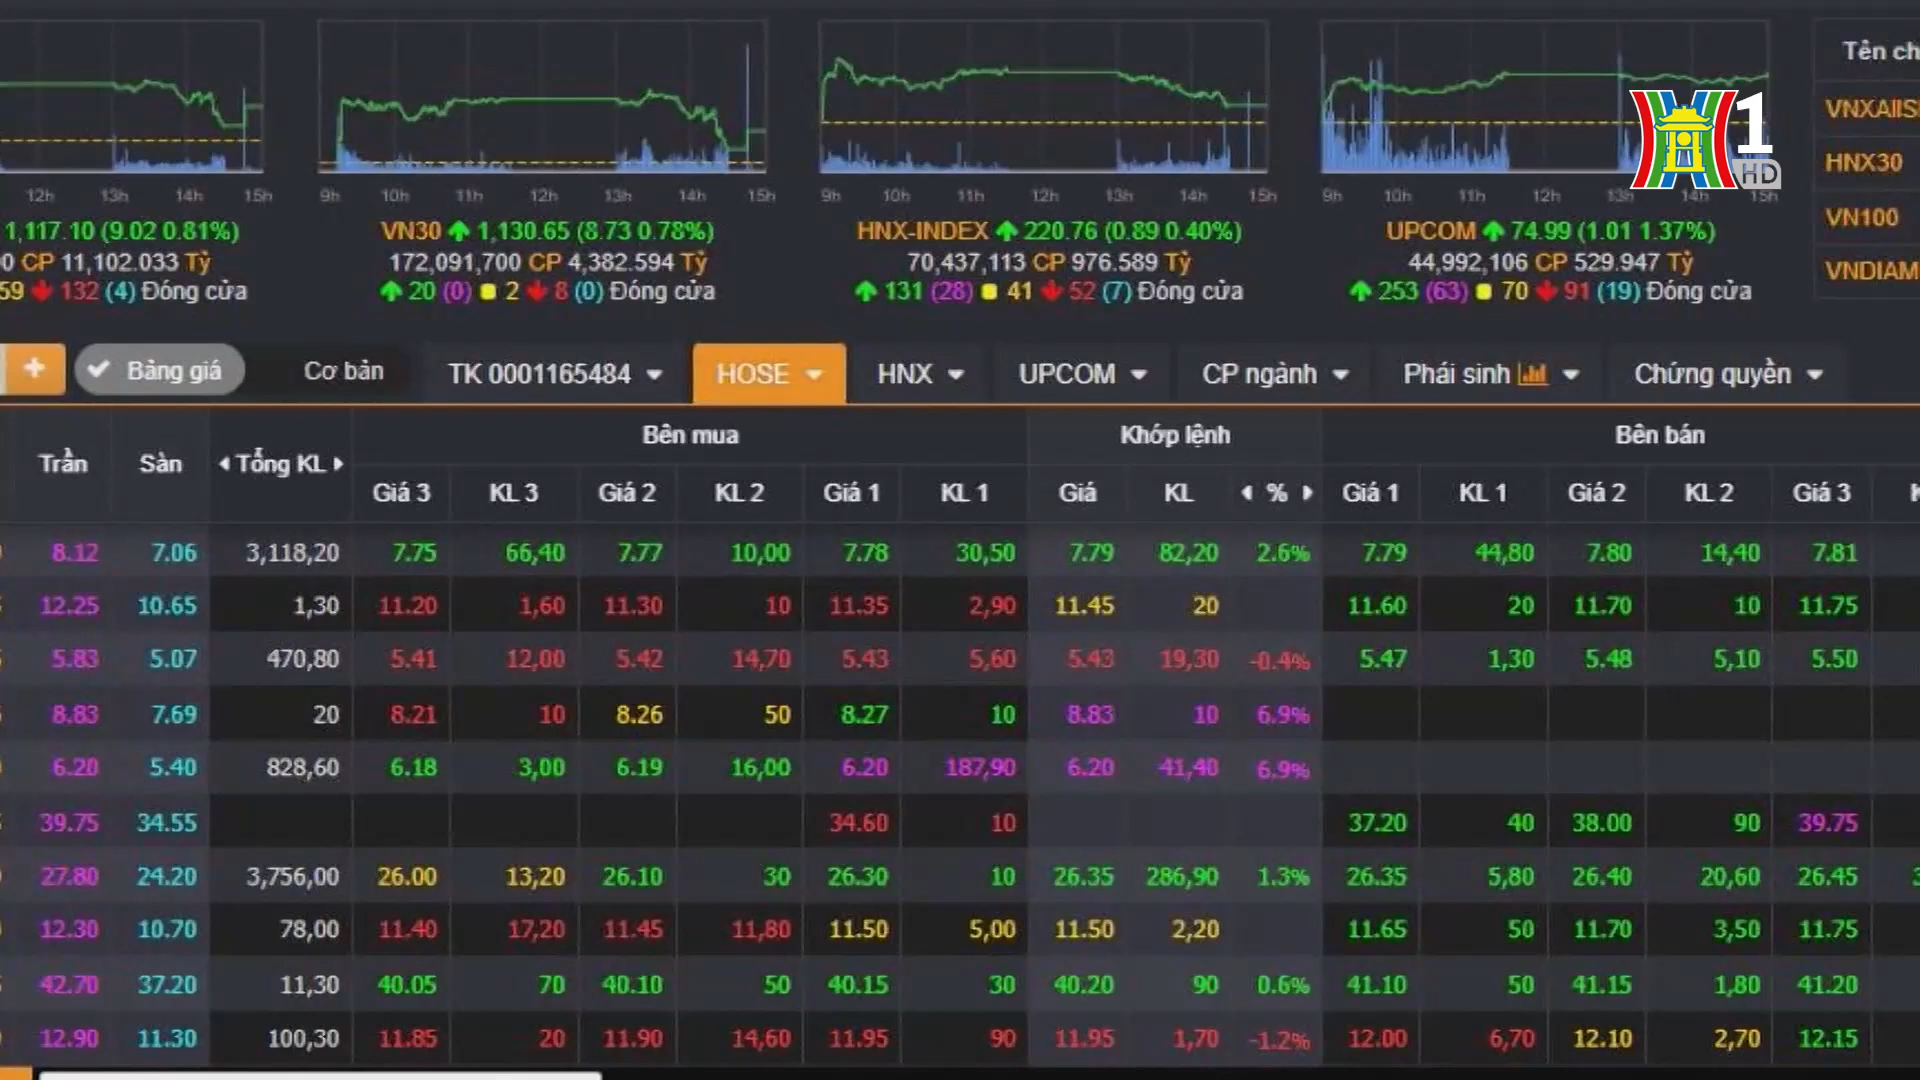 Tên ch
1
HD
VNXAllS
HNX30
VN100
VNDIAM
12h 13h 14h 15h
9h 10h 11h 12h 13h 14h 15h
9h 10h 11h 12h 13h 14h 15h
9h 10h 11h 12h 13h 14h 15h
1,117.10 (9.02 0.81%)
0 CP 11,102.033 Tỷ
59 132 (4) Đóng cửa
VN30 1,130.65 (8.73 0.78%)
172,091,700 CP 4,382.594 Tỷ
20 (0) 2 8 (0) Đóng cửa
HNX-INDEX 220.76 (0.89 0.40%)
70,437,113 CP 976.589 Tỷ
131 (28) 41 52 (7) Đóng cửa
UPCOM 74.99 (1.01 1.37%)
44,992,106 CP 529.947 Tỷ
253 (63) 70 91 (19) Đóng cửa
+ Bảng giá Cơ bản TK 0001165484 HOSE HNX UPCOM CP ngành Phái sinh Chứng quyền
Trần Sàn Tổng KL Bên mua Khớp lệnh Bên bán
Giá 3 KL 3 Giá 2 KL 2 Giá 1 KL 1 Giá KL % Giá 1 KL 1 Giá 2 KL 2 Giá 3
8.12 7.06 3,118,20 7.75 66,40 7.77 10,00 7.78 30,50 7.79 82,20 2.6% 7.79 44,80 7.80 14,40 7.81
12.25 10.65 1,30 11.20 1,60 11.30 10 11.35 2,90 11.45 20 11.60 20 11.70 10 11.75
5.83 5.07 470,80 5.41 12,00 5.42 14,70 5.43 5,60 5.43 19,30 -0.4% 5.47 1,30 5.48 5,10 5.50
8.83 7.69 20 8.21 10 8.26 50 8.27 10 8.83 10 6.9%
6.20 5.40 828,60 6.18 3,00 6.19 16,00 6.20 187,90 6.20 41,40 6.9%
39.75 34.55 34.60 10 37.20 40 38.00 90 39.75
27.80 24.20 3,756,00 26.00 13,20 26.10 30 26.30 10 26.35 286,90 1.3% 26.35 5,80 26.40 20,60 26.45
12.30 10.70 78,00 11.40 17,20 11.45 11,80 11.50 5,00 11.50 2,20 11.65 50 11.70 3,50 11.75
42.70 37.20 11,30 40.05 70 40.10 50 40.15 30 40.20 90 0.6% 41.10 50 41.15 1,80 41.20
12.90 11.30 100,30 11.85 20 11.90 14,60 11.95 90 11.95 1,70 -1.2% 12.00 6,70 12.10 2,70 12.15